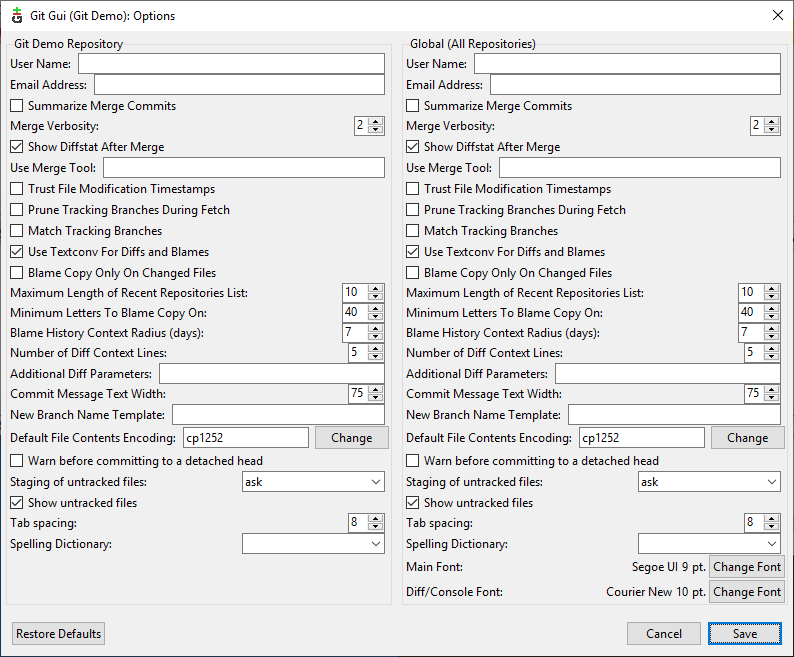 Git Gui (Git Demo): Options
Git Demo Repository
User Name:
Email Address:
Summarize Merge Commits
Merge Verbosity: 2
Show Diffstat After Merge
Use Merge Tool:
Trust File Modification Timestamps
Prune Tracking Branches During Fetch
Match Tracking Branches
Use Textconv For Diffs and Blames
Blame Copy Only On Changed Files
Maximum Length of Recent Repositories List: 10
Minimum Letters To Blame Copy On: 40
Blame History Context Radius (days): 7
Number of Diff Context Lines: 5
Additional Diff Parameters:
Commit Message Text Width: 75
New Branch Name Template:
Default File Contents Encoding: cp1252 Change
Warn before committing to a detached head
Staging of untracked files: ask
Show untracked files
Tab spacing: 8
Spelling Dictionary:
Global (All Repositories)
User Name:
Email Address:
Summarize Merge Commits
Merge Verbosity: 2
Show Diffstat After Merge
Use Merge Tool:
Trust File Modification Timestamps
Prune Tracking Branches During Fetch
Match Tracking Branches
Use Textconv For Diffs and Blames
Blame Copy Only On Changed Files
Maximum Length of Recent Repositories List: 10
Minimum Letters To Blame Copy On: 40
Blame History Context Radius (days): 7
Number of Diff Context Lines: 5
Additional Diff Parameters:
Commit Message Text Width: 75
New Branch Name Template:
Default File Contents Encoding: cp1252 Change
Warn before committing to a detached head
Staging of untracked files: ask
Show untracked files
Tab spacing: 8
Spelling Dictionary:
Main Font: Segoe UI 9 pt. Change Font
Diff/Console Font: Courier New 10 pt. Change Font
Restore Defaults Cancel Save